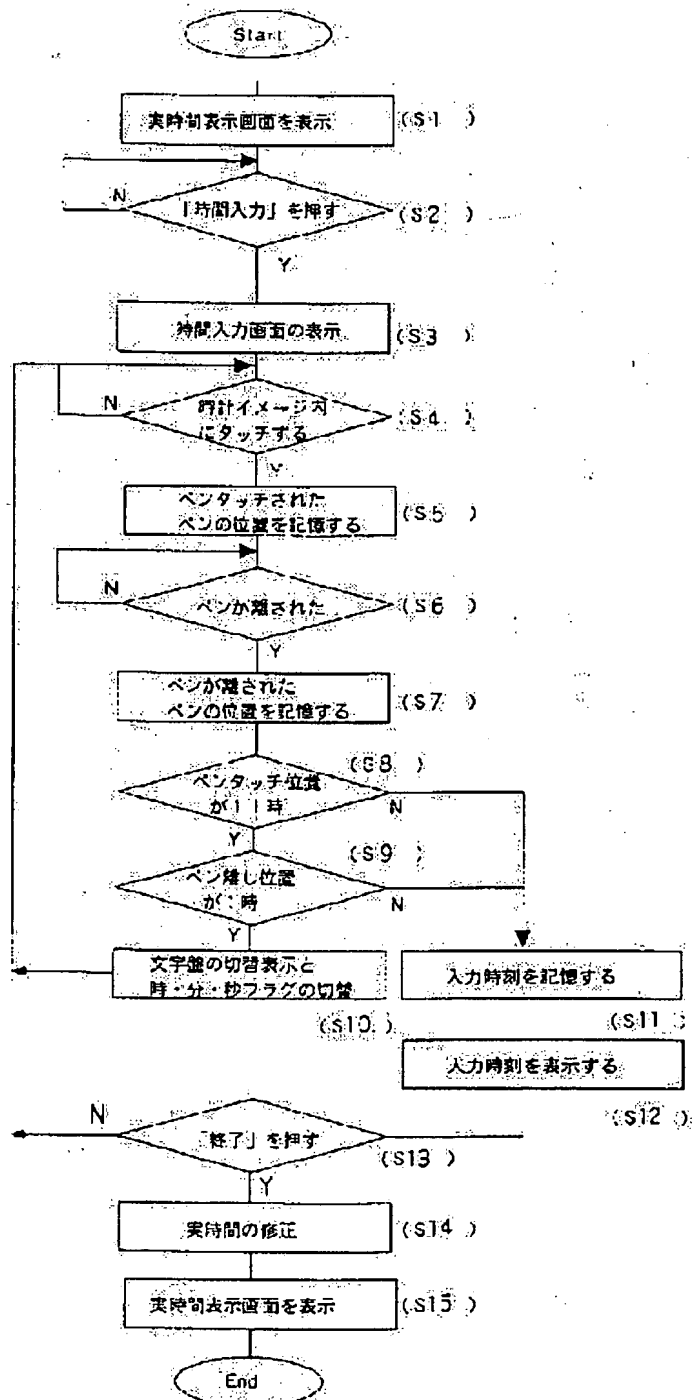 Start
実時間表示画面を表示
(S1)
N
「時間入力」を押す
(S2)
Y
時間入力画面の表示
(S3)
N
時計イメージ内
にタッチする
(S4)
Y
ペンタッチされた
ペンの位置を記憶する
(S5)
N
ペンが離された
(S6)
Y
ペンが離された
ペンの位置を記憶する
(S7)
(S8)
ペンタッチ位置
が11時
N
Y
(S9)
ペン離し位置
が1時
N
Y
文字盤の切替表示と
時・分・秒フラグの切替
(S10)
入力時刻を記憶する
(S11)
入力時刻を表示する
(S12)
N
「終了」を押す
(S13)
Y
実時間の修正
(S14)
実時間表示画面を表示
(S15)
End